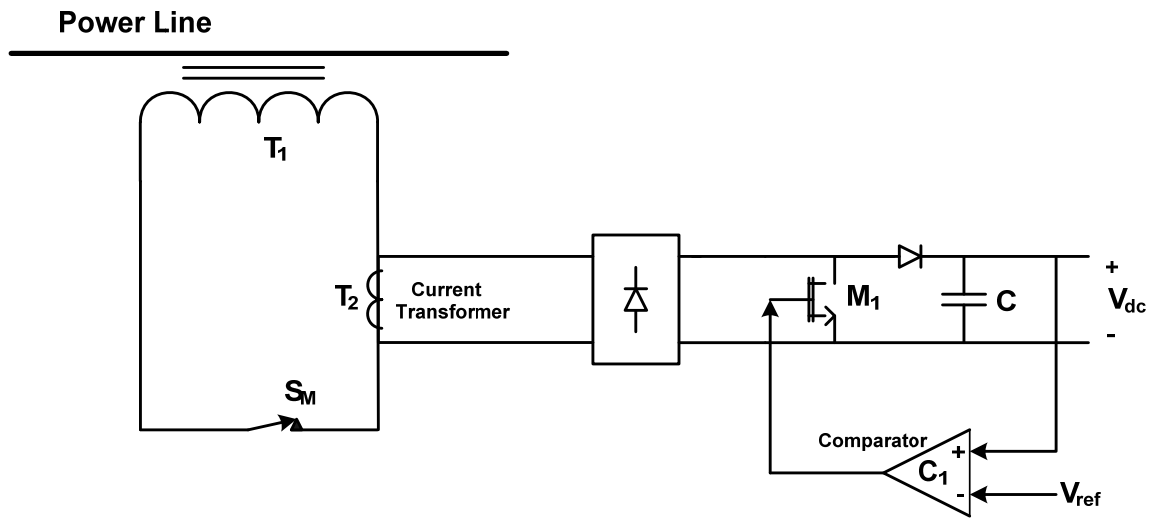 Power Line
T1
T2
Current
Transformer
SM
M1
C
+
Vdc
-
Comparator
+
C1
-
Vref